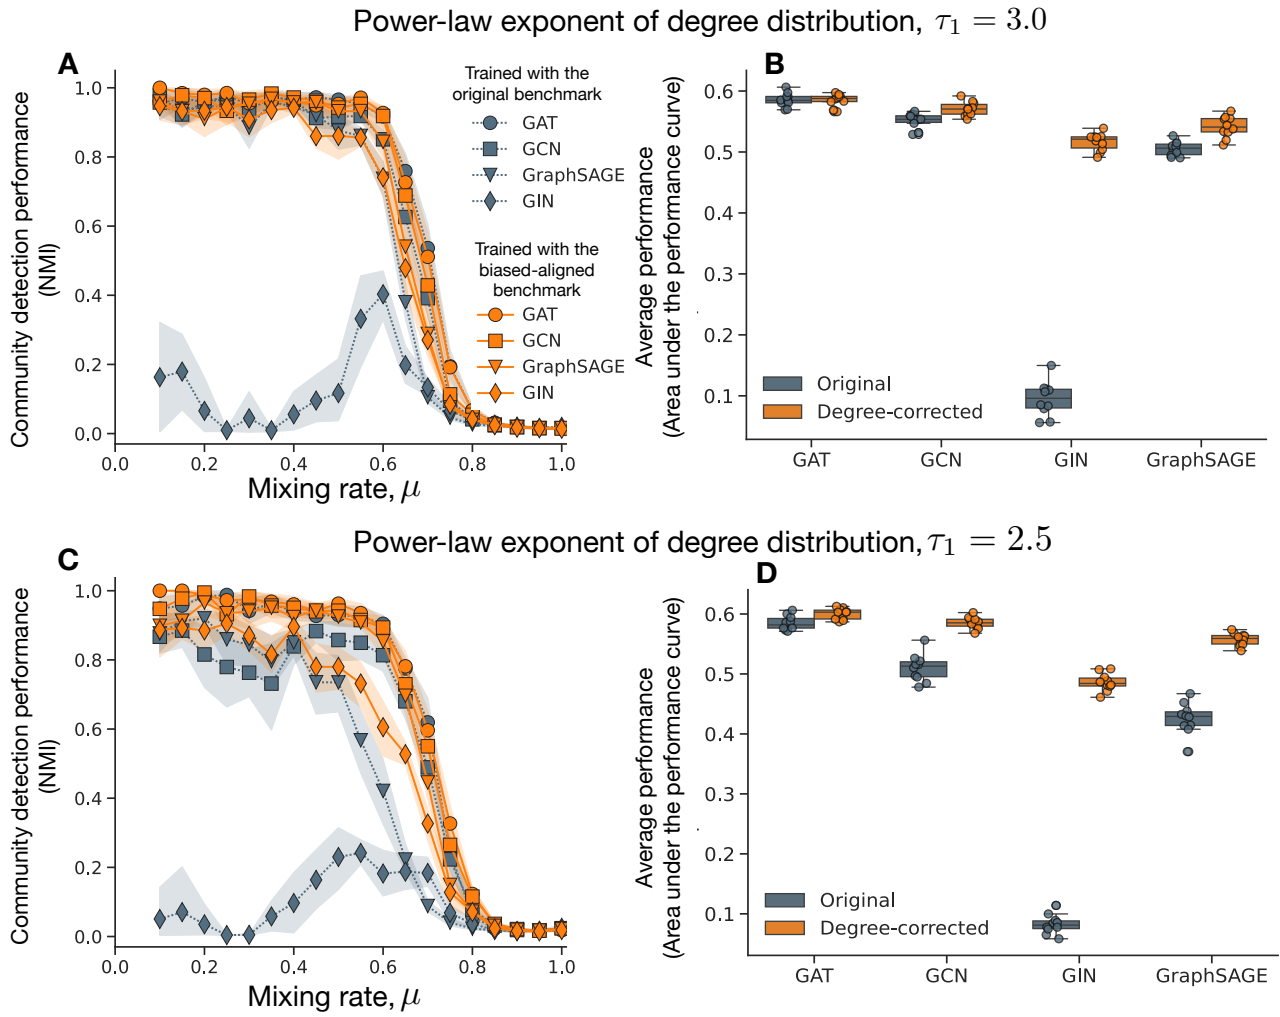 Power-law exponent of degree distribution, τ₁ = 3.0
A
Community detection performance
(NMI)
1.0
0.8
0.6
0.4
0.2
0.0
0.0
0.2
0.4
0.6
0.8
1.0
Mixing rate, μ
Trained with the
original benchmark
GAT
GCN
GraphSAGE
GIN
Trained with the
biased-aligned
benchmark
GAT
GCN
GraphSAGE
GIN
B
Average performance
(Area under the performance curve)
0.6
0.5
0.4
0.3
0.2
0.1
Original
Degree-corrected
GAT
GCN
GIN
GraphSAGE
Power-law exponent of degree distribution, τ₁ = 2.5
C
Community detection performance
(NMI)
1.0
0.8
0.6
0.4
0.2
0.0
0.0
0.2
0.4
0.6
0.8
1.0
Mixing rate, μ
D
Average performance
(Area under the performance curve)
0.6
0.5
0.4
0.3
0.2
0.1
Original
Degree-corrected
GAT
GCN
GIN
GraphSAGE